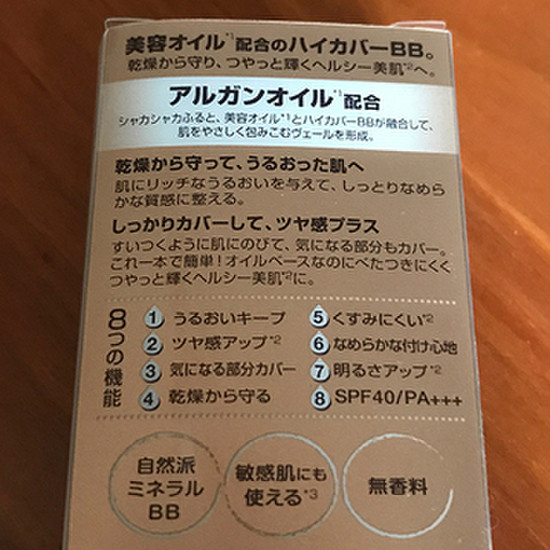 美容オイル*1配合のハイカバーBB。
乾燥から守り、つやっと輝くヘルシー美肌*2へ。
アルガンオイル*1配合
シャカシャカふると、美容オイル*1とハイカバーBBが融合して、
肌をやさしく包みこむヴェールを形成。
乾燥から守って、うるおった肌へ
肌にリッチなうるおいを与えて、しっとりなめら
かな質感に整える。
しっかりカバーして、ツヤ感プラス
すいつくように肌にのびて、気になる部分もカバー。
これ一本で簡単!オイルベースなのにべたつきにくく
つやっと輝くヘルシー美肌*2に。
8つの機能
1 うるおいキープ
2 ツヤ感アップ*2
3 気になる部分カバー
4 乾燥から守る
5 くすみにくい*2
6 なめらかな付け心地
7 明るさアップ*2
8 SPF40/PA+++
自然派
ミネラル
BB
敏感肌にも
使える*3
無香料